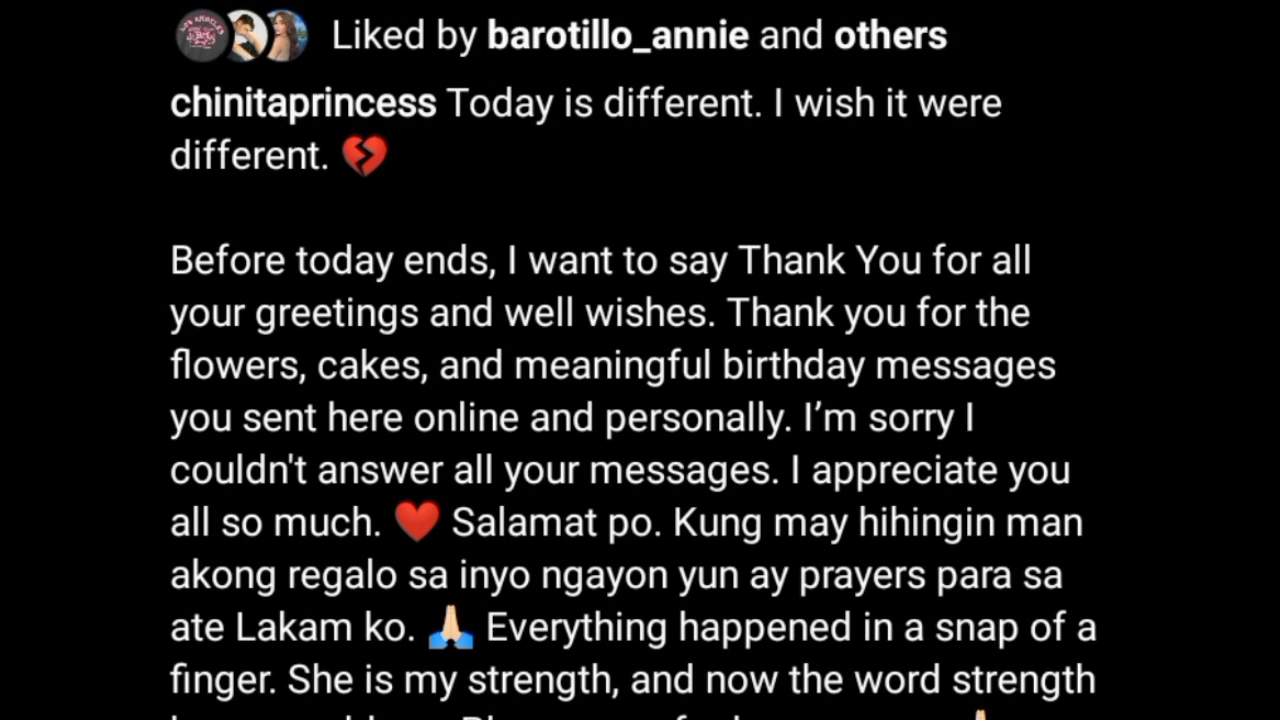 Liked by barotillo_annie and others
chinitaprincess Today is different. I wish it were
different. 💔
Before today ends, I want to say Thank You for all
your greetings and well wishes. Thank you for the
flowers, cakes, and meaningful birthday messages
you sent here online and personally. I’m sorry I
couldn't answer all your messages. I appreciate you
all so much. ❤️ Salamat po. Kung may hihingin man
akong regalo sa inyo ngayon yun ay prayers para sa
ate Lakam ko. 🙏🏻 Everything happened in a snap of a
finger. She is my strength, and now the word strength